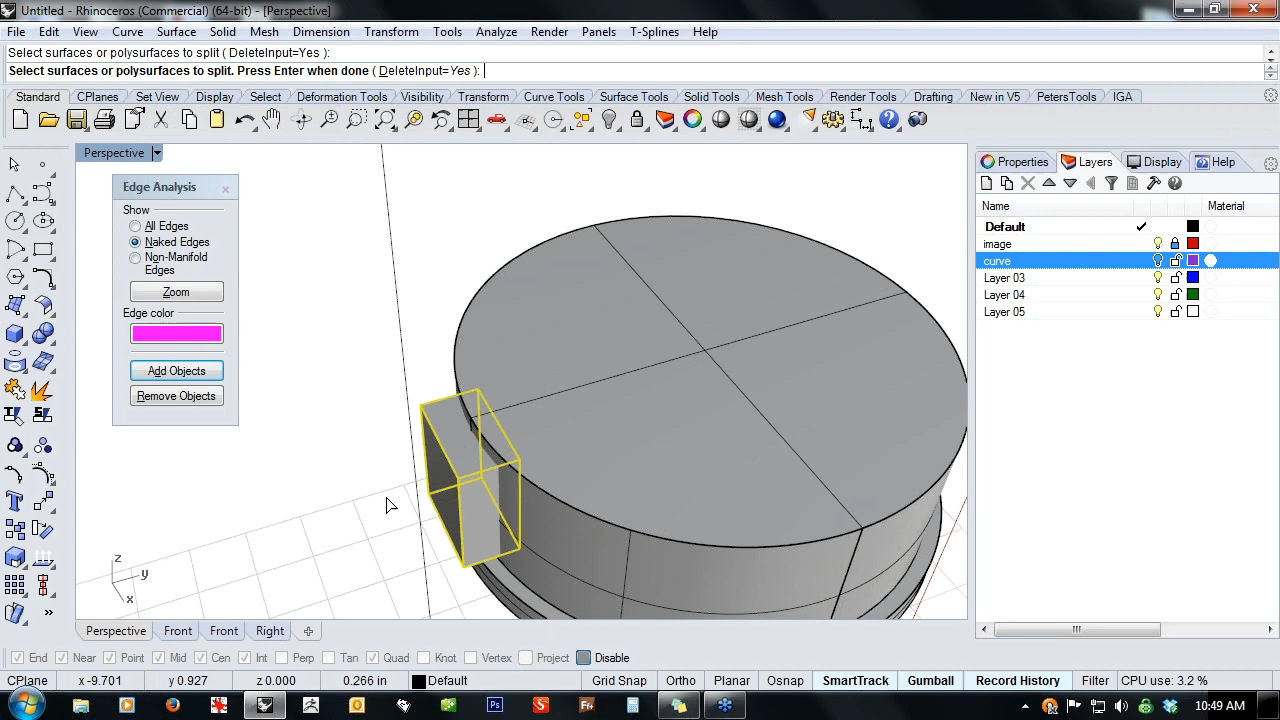 Untitled - Rhinoceros (Commercial) (64-bit) - [Perspective]
File Edit View Curve Surface Solid Mesh Dimension Transform Tools Analyze Render Panels T-Splines Help
Select surfaces or polysurfaces to split ( DeleteInput=Yes ):
Select surfaces or polysurfaces to split. Press Enter when done ( DeleteInput=Yes ):
Standard CPlanes Set View Display Select Deformation Tools Visibility Transform Curve Tools Surface Tools Solid Tools Mesh Tools Render Tools Drafting New in V5 PetersTools IGA
Perspective
Properties Layers Display Help
Edge Analysis
Show
All Edges
Naked Edges
Non-Manifold
Edges
Zoom
Edge color
Add Objects
Remove Objects
Name Material
Default
image
curve
Layer 03
Layer 04
Layer 05
z
y
x
Perspective Front Front Right
End Near Point Mid Cen Int Perp Tan Quad Knot Vertex Project Disable
CPlane x -9.701 y 0.927 z 0.000 0.266 in Default Grid Snap Ortho Planar Osnap SmartTrack Gumball Record History Filter CPU use: 3.2 %
10:49 AM